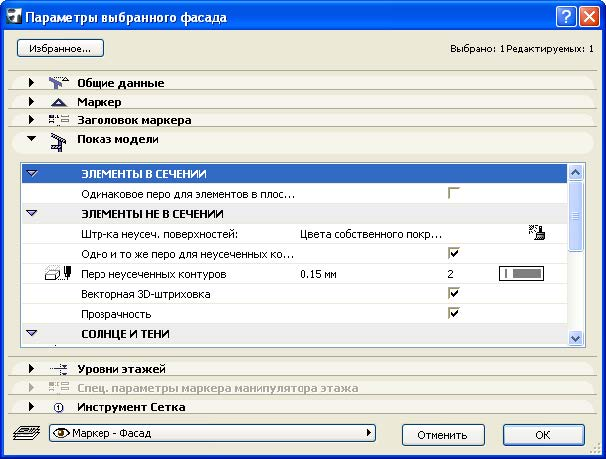 Параметры выбранного фасада
Избранное...
Выбрано: 1 Редактируемых: 1
Общие данные
Маркер
Заголовок маркера
Показ модели
ЭЛЕМЕНТЫ В СЕЧЕНИИ
Одинаковое перо для элементов в плос...
ЭЛЕМЕНТЫ НЕ В СЕЧЕНИИ
Штр-ка неусеч. поверхностей: Цвета собственного покр...
Одно и то же перо для неусеченных ко...
Перо неусеченных контуров 0.15 мм 2
Векторная 3D-штриховка
Прозрачность
СОЛНЦЕ И ТЕНИ
Уровни этажей
Спец. параметры маркера манипулятора этажа
Инструмент Сетка
Маркер - Фасад
Отменить
OK